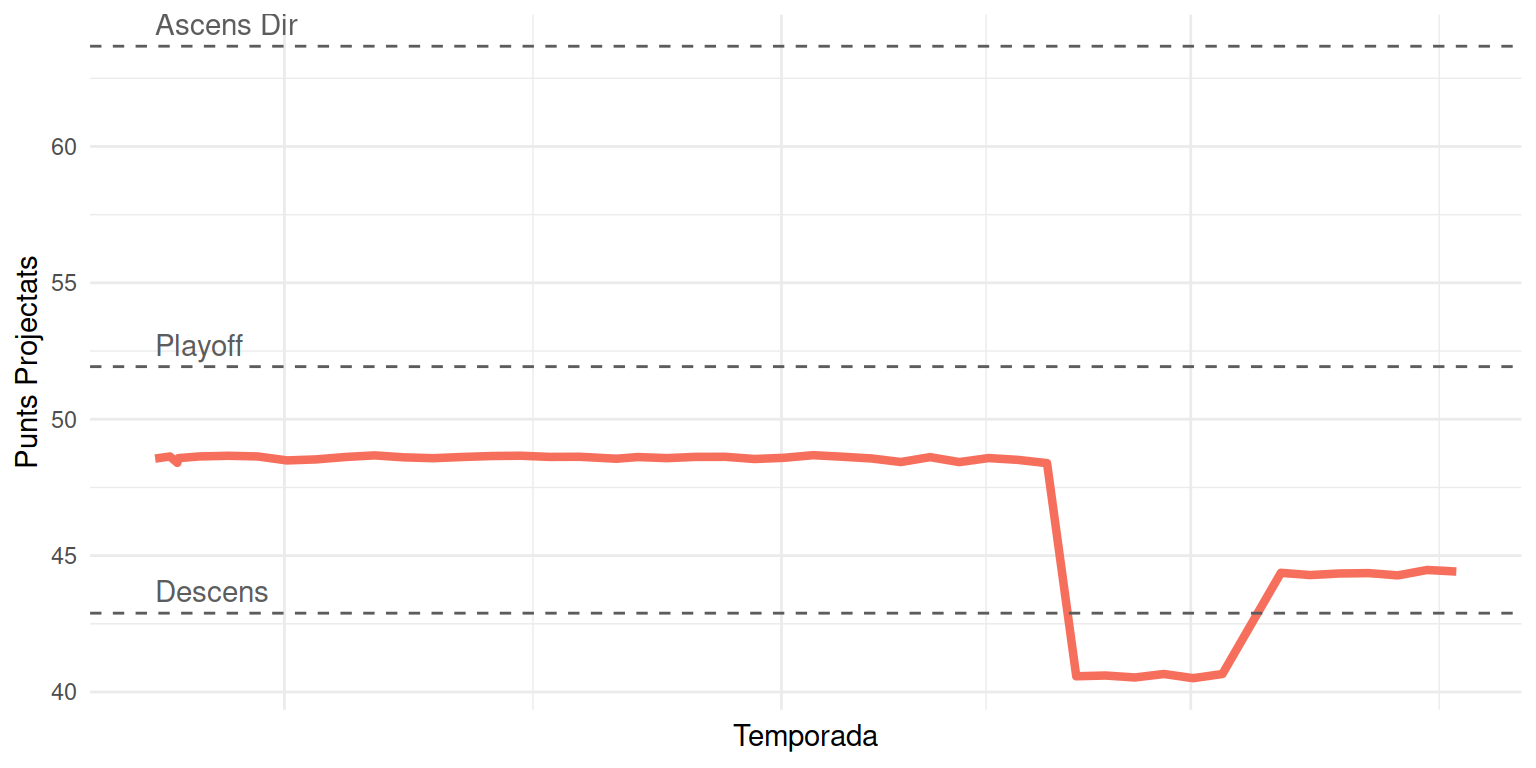 Ascens Dir
60
55
Playoff
50
45
Descens
40
Punts Projectats
Temporada